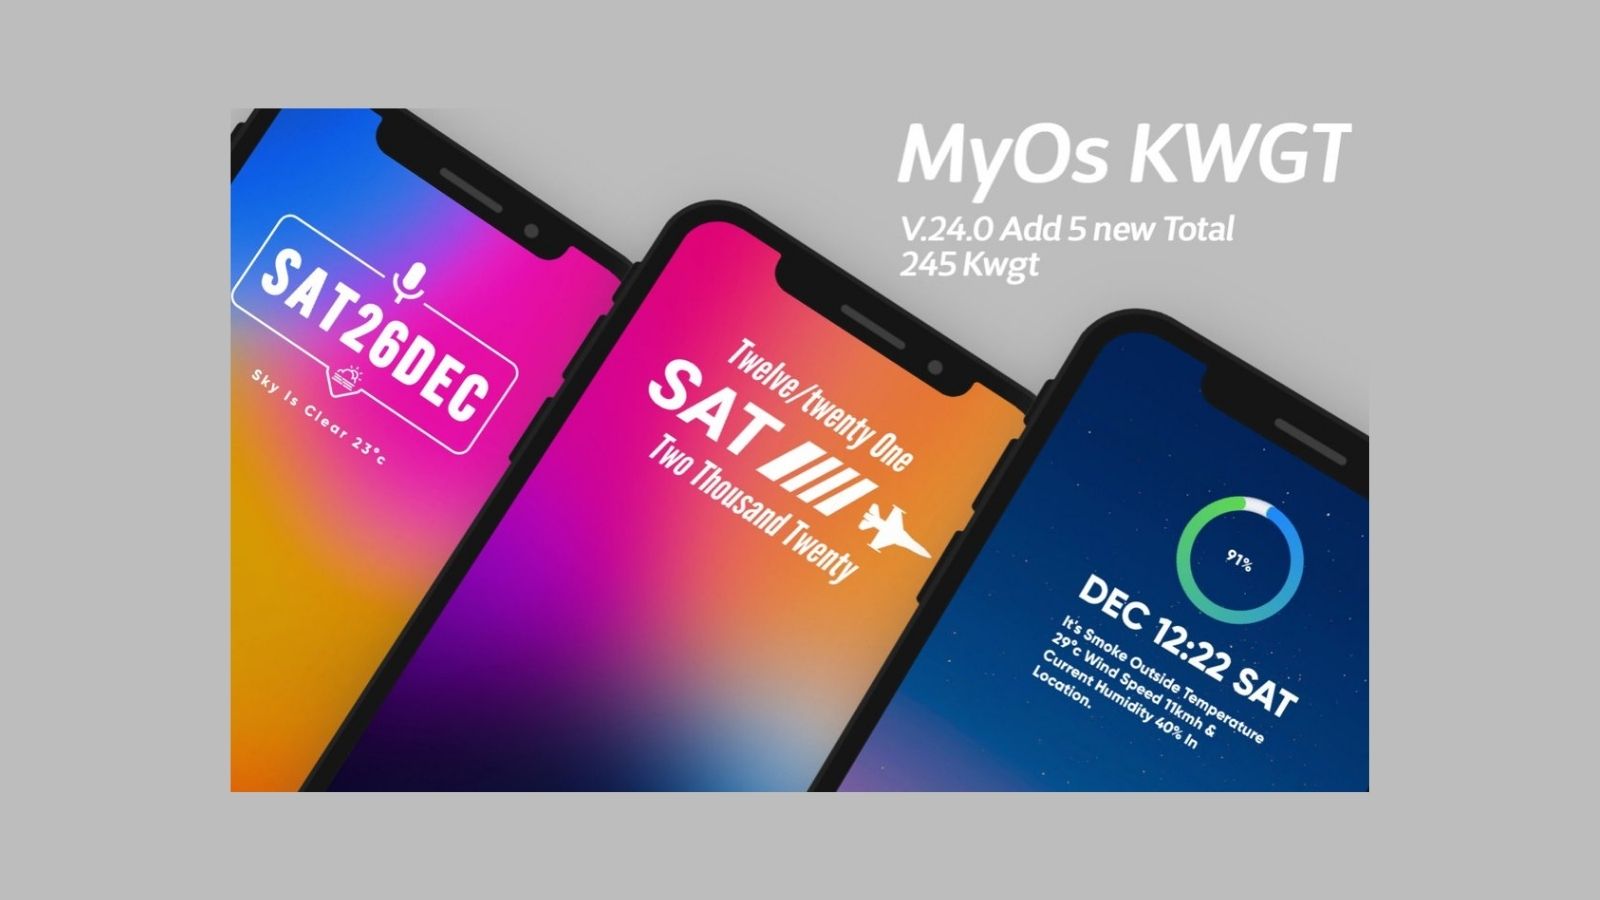 MyOs KWGT
V.24.0 Add 5 new Total
245 Kwgt
SAT26DEC
Sky Is Clear 23°c
Twelve/twenty One
SAT
Two Thousand Twenty
91%
DEC 12:22 SAT
It's Smoke Outside Temperature
29°c Wind Speed 11kmh &
Current Humidity 40% In
Location.